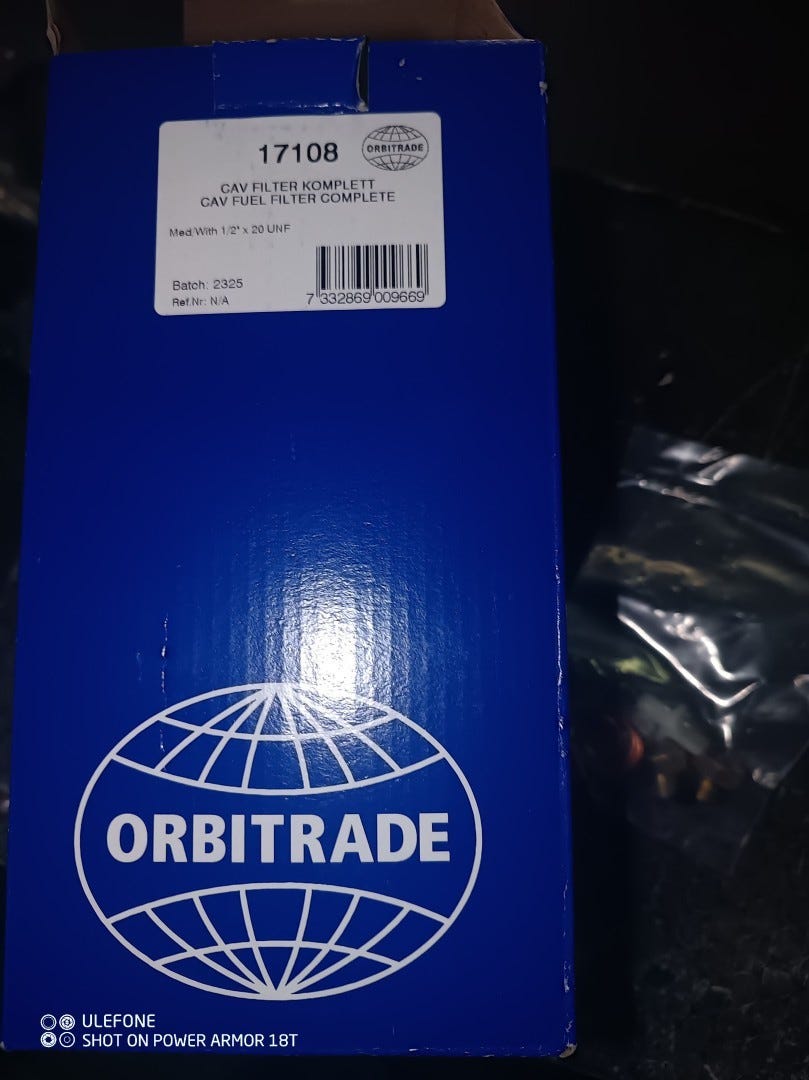 17108
ORBITRADE
CAV FILTER KOMPLETT
CAV FUEL FILTER COMPLETE
Med/With 1/2" x 20 UNF
Batch: 2325
Ref.Nr: N/A
7 332869 009669
ORBITRADE
ULEFONE
SHOT ON POWER ARMOR 18T